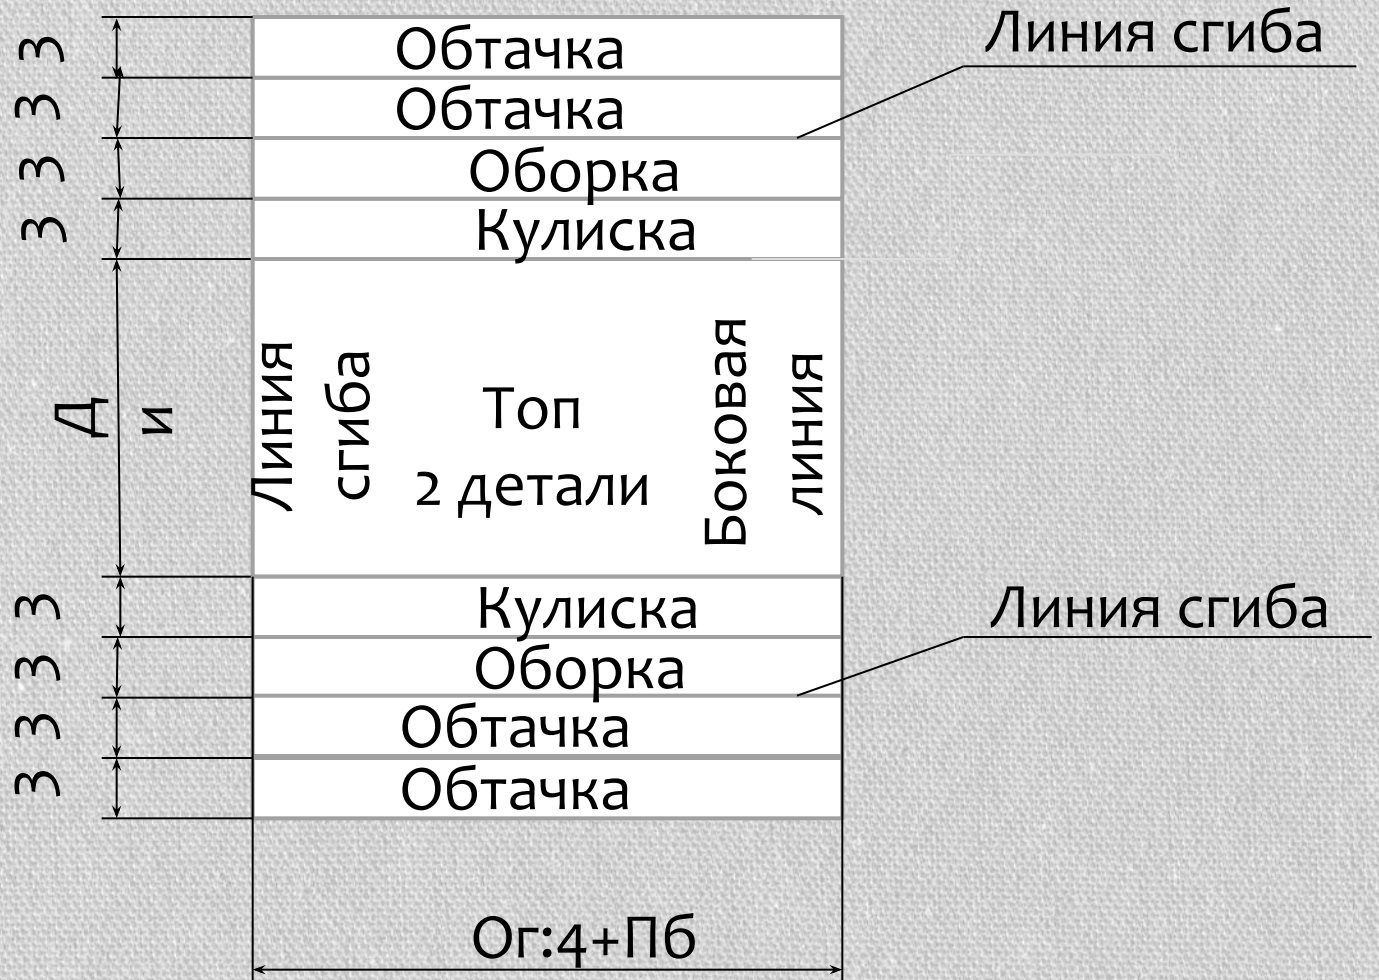 Линия сгиба
3
Обтачка
3
Обтачка
3
Оборка
3
Кулиска
Ди
Линия
сгиба
Топ
2 детали
Боковая
линия
3
Кулиска
Линия сгиба
3
Оборка
3
Обтачка
3
Обтачка
Ог:4+Пб